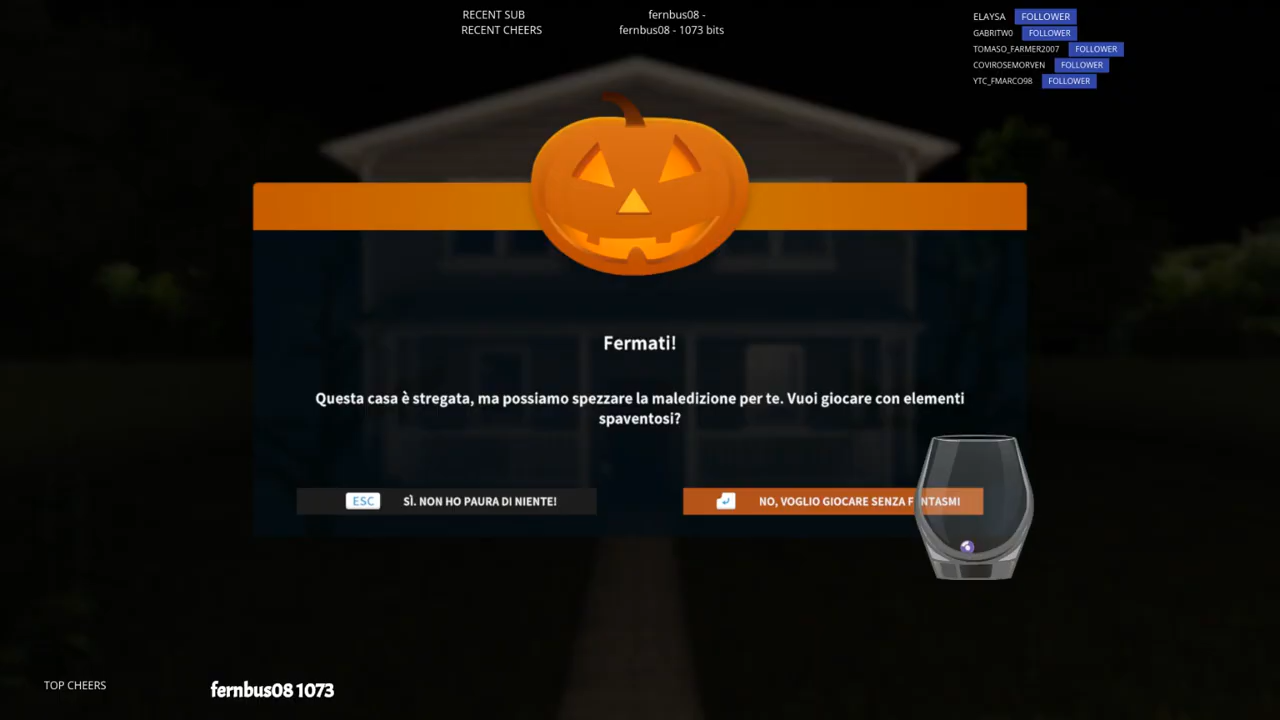 RECENT SUB
fernbus08 -
RECENT CHEERS
fernbus08 - 1073 bits
ELAYSA FOLLOWER
GABRITW0 FOLLOWER
TOMASO_FARMER2007 FOLLOWER
COVIROSEMORVEN FOLLOWER
YTC_FMARCO98 FOLLOWER
Fermati!
Questa casa è stregata, ma possiamo spezzare la maledizione per te. Vuoi giocare con elementi
spaventosi?
ESC SÌ. NON HO PAURA DI NIENTE!
NO, VOGLIO GIOCARE SENZA FANTASMI
TOP CHEERS
fernbus08 1073